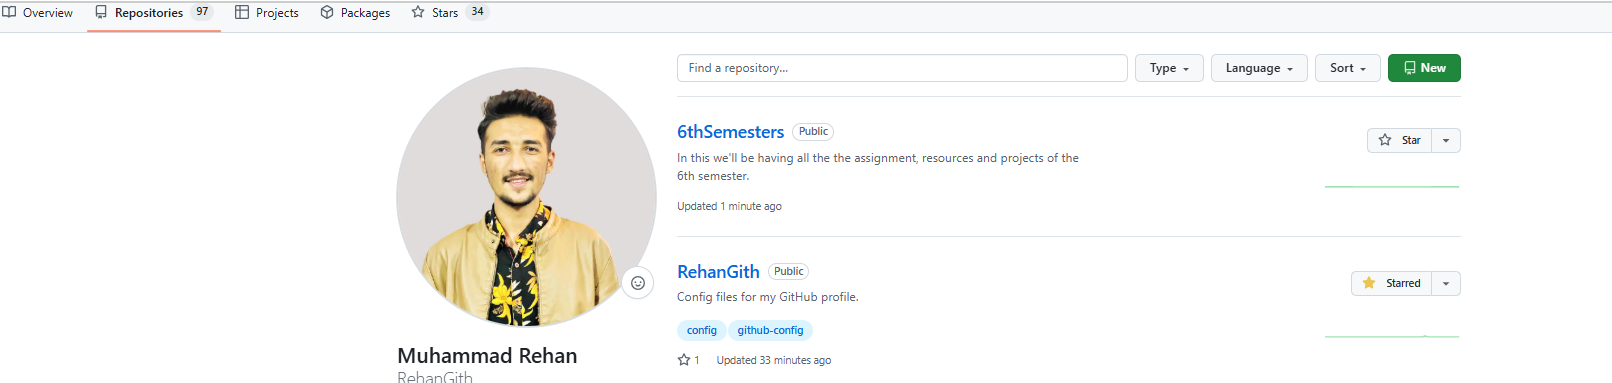 Overview Repositories 97 Projects Packages Stars 34
Find a repository... Type Language Sort New
6thSemesters Public Star
In this we'll be having all the the assignment, resources and projects of the
6th semester.
Updated 1 minute ago
RehanGith Public Starred
Config files for my GitHub profile.
config github-config
1 Updated 33 minutes ago
Muhammad Rehan
RehanGith